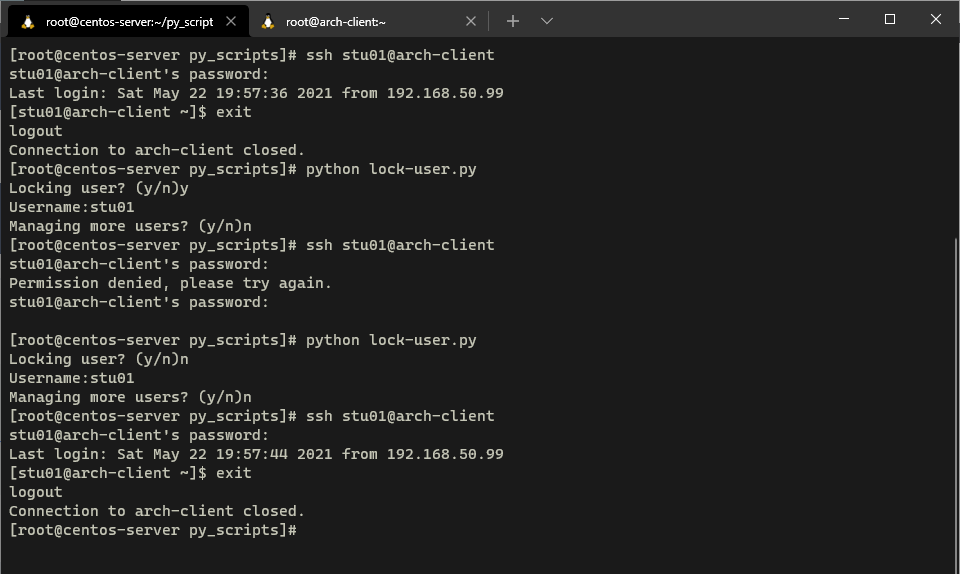 root@centos-server:~/py_script
root@arch-client:~
[root@centos-server py_scripts]# ssh stu01@arch-client
stu01@arch-client's password:
Last login: Sat May 22 19:57:36 2021 from 192.168.50.99
[stu01@arch-client ~]$ exit
logout
Connection to arch-client closed.
[root@centos-server py_scripts]# python lock-user.py
Locking user? (y/n)y
Username:stu01
Managing more users? (y/n)n
[root@centos-server py_scripts]# ssh stu01@arch-client
stu01@arch-client's password:
Permission denied, please try again.
stu01@arch-client's password:
[root@centos-server py_scripts]# python lock-user.py
Locking user? (y/n)n
Username:stu01
Managing more users? (y/n)n
[root@centos-server py_scripts]# ssh stu01@arch-client
stu01@arch-client's password:
Last login: Sat May 22 19:57:44 2021 from 192.168.50.99
[stu01@arch-client ~]$ exit
logout
Connection to arch-client closed.
[root@centos-server py_scripts]#